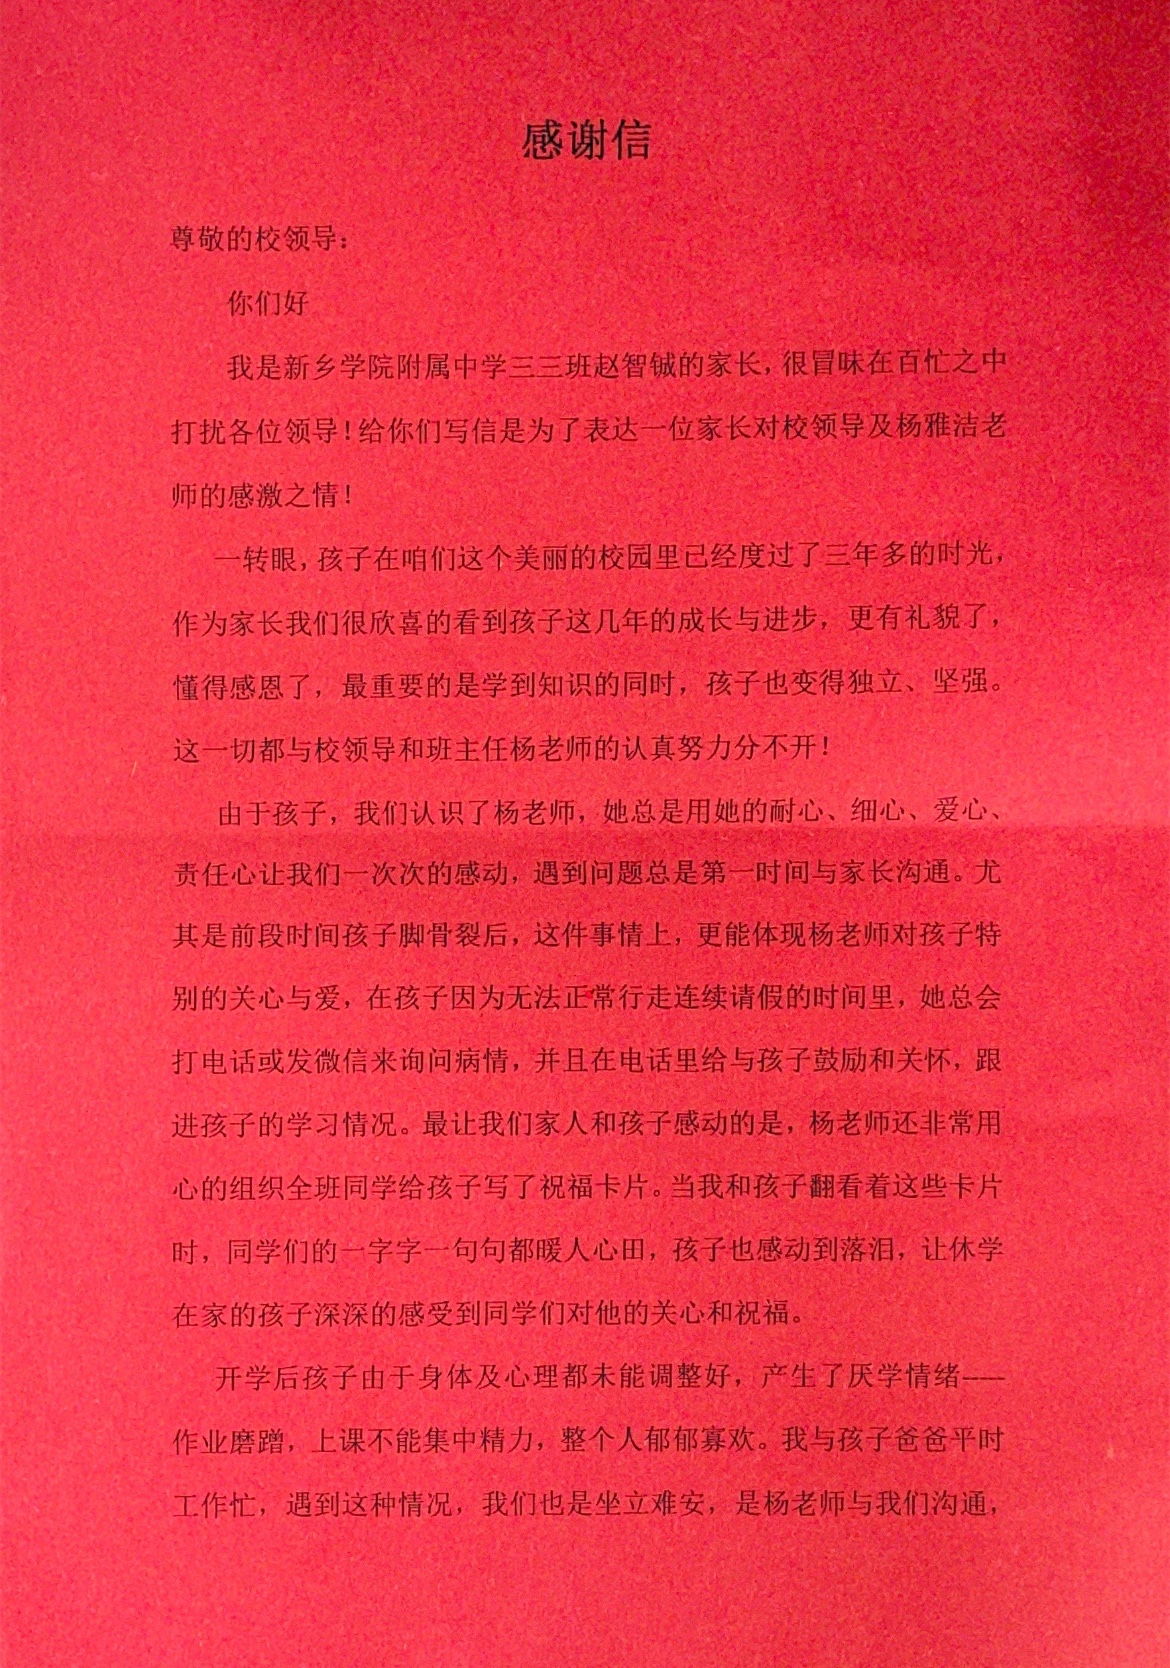 感谢信
尊敬的校领导：
你们好
我是新乡学院附属中学三三班赵智铖的家长，很冒昧在百忙之中
打扰各位领导！给你们写信是为了表达一位家长对校领导及杨雅洁老
师的感激之情！
一转眼，孩子在咱们这个美丽的校园里已经度过了三年多的时光，
作为家长我们很欣喜的看到孩子这几年的成长与进步，更有礼貌了，
懂得感恩了，最重要的是学到知识的同时，孩子也变得独立、坚强。
这一切都与校领导和班主任杨老师的认真努力分不开！
由于孩子，我们认识了杨老师，她总是用她的耐心、细心、爱心、
责任心让我们一次次的感动，遇到问题总是第一时间与家长沟通。尤
其是前段时间孩子脚骨裂后，这件事情上，更能体现杨老师对孩子特
别的关心与爱，在孩子因为无法正常行走连续请假的时间里，她总会
打电话或发微信来询问病情，并且在电话里给与孩子鼓励和关怀，跟
进孩子的学习情况。最让我们家人和孩子感动的是，杨老师还非常用
心的组织全班同学给孩子写了祝福卡片。当我和孩子翻看着这些卡片
时，同学们的一字字一句句都暖人心田，孩子也感动到落泪，让休学
在家的孩子深深的感受到同学们对他的关心和祝福。
开学后孩子由于身体及心理都未能调整好，产生了厌学情绪——
作业磨蹭，上课不能集中精力，整个人郁郁寡欢。我与孩子爸爸平时
工作忙，遇到这种情况，我们也是坐立难安，是杨老师与我们沟通，